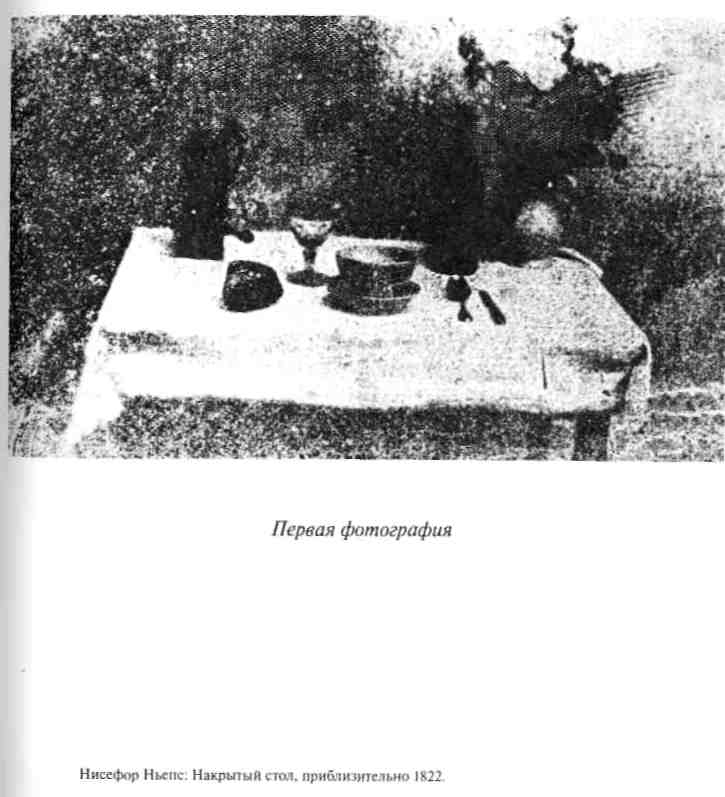 Первая фотография
Нисефор Ньепс: Накрытый стол, приблизительно 1822.